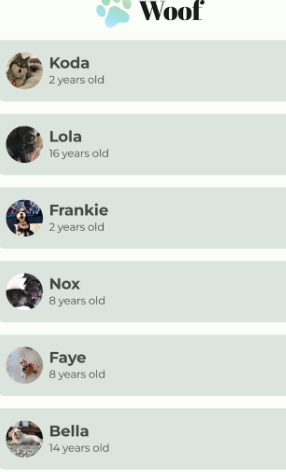 Woof
Koda
2 years old
Lola
16 years old
Frankie
2 years old
Nox
8 years old
Faye
8 years old
Bella
14 years old